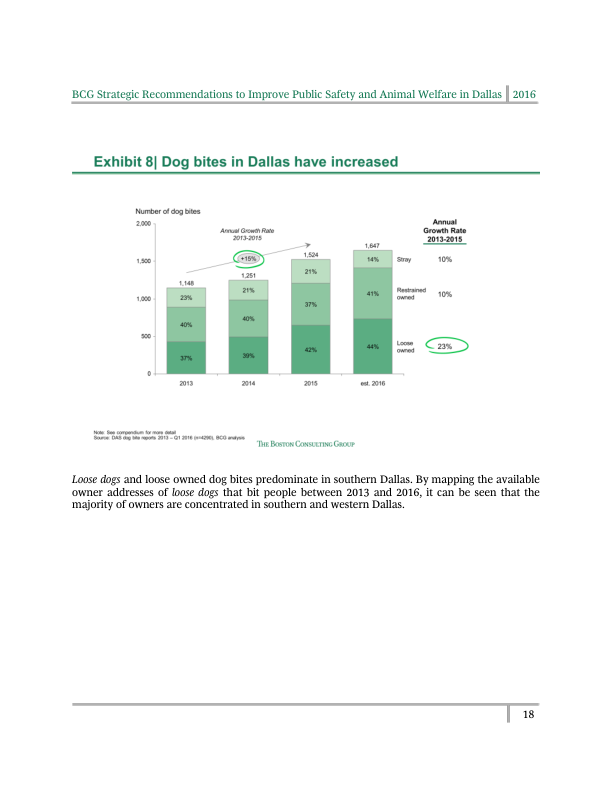 BCG Strategic Recommendations to Improve Public Safety and Animal Welfare in Dallas 2016
Exhibit 8| Dog bites in Dallas have increased
Number of dog bites
Annual Growth Rate
2013-2015
Annual
Growth Rate
2013-2015
2,000
1,500
1,000
500
0
+15%
1,148
23%
40%
37%
2013
1,251
21%
40%
39%
2014
1,524
21%
37%
42%
2015
1,647
14%
41%
44%
est. 2016
Stray
10%
Restrained
owned
10%
Loose
owned
23%
Note: See compendium for more detail
Source: DAS dog bite reports 2013 – Q1 2016 (n=4290), BCG analysis
The Boston Consulting Group
Loose dogs and loose owned dog bites predominate in southern Dallas. By mapping the available
owner addresses of loose dogs that bit people between 2013 and 2016, it can be seen that the
majority of owners are concentrated in southern and western Dallas.
18